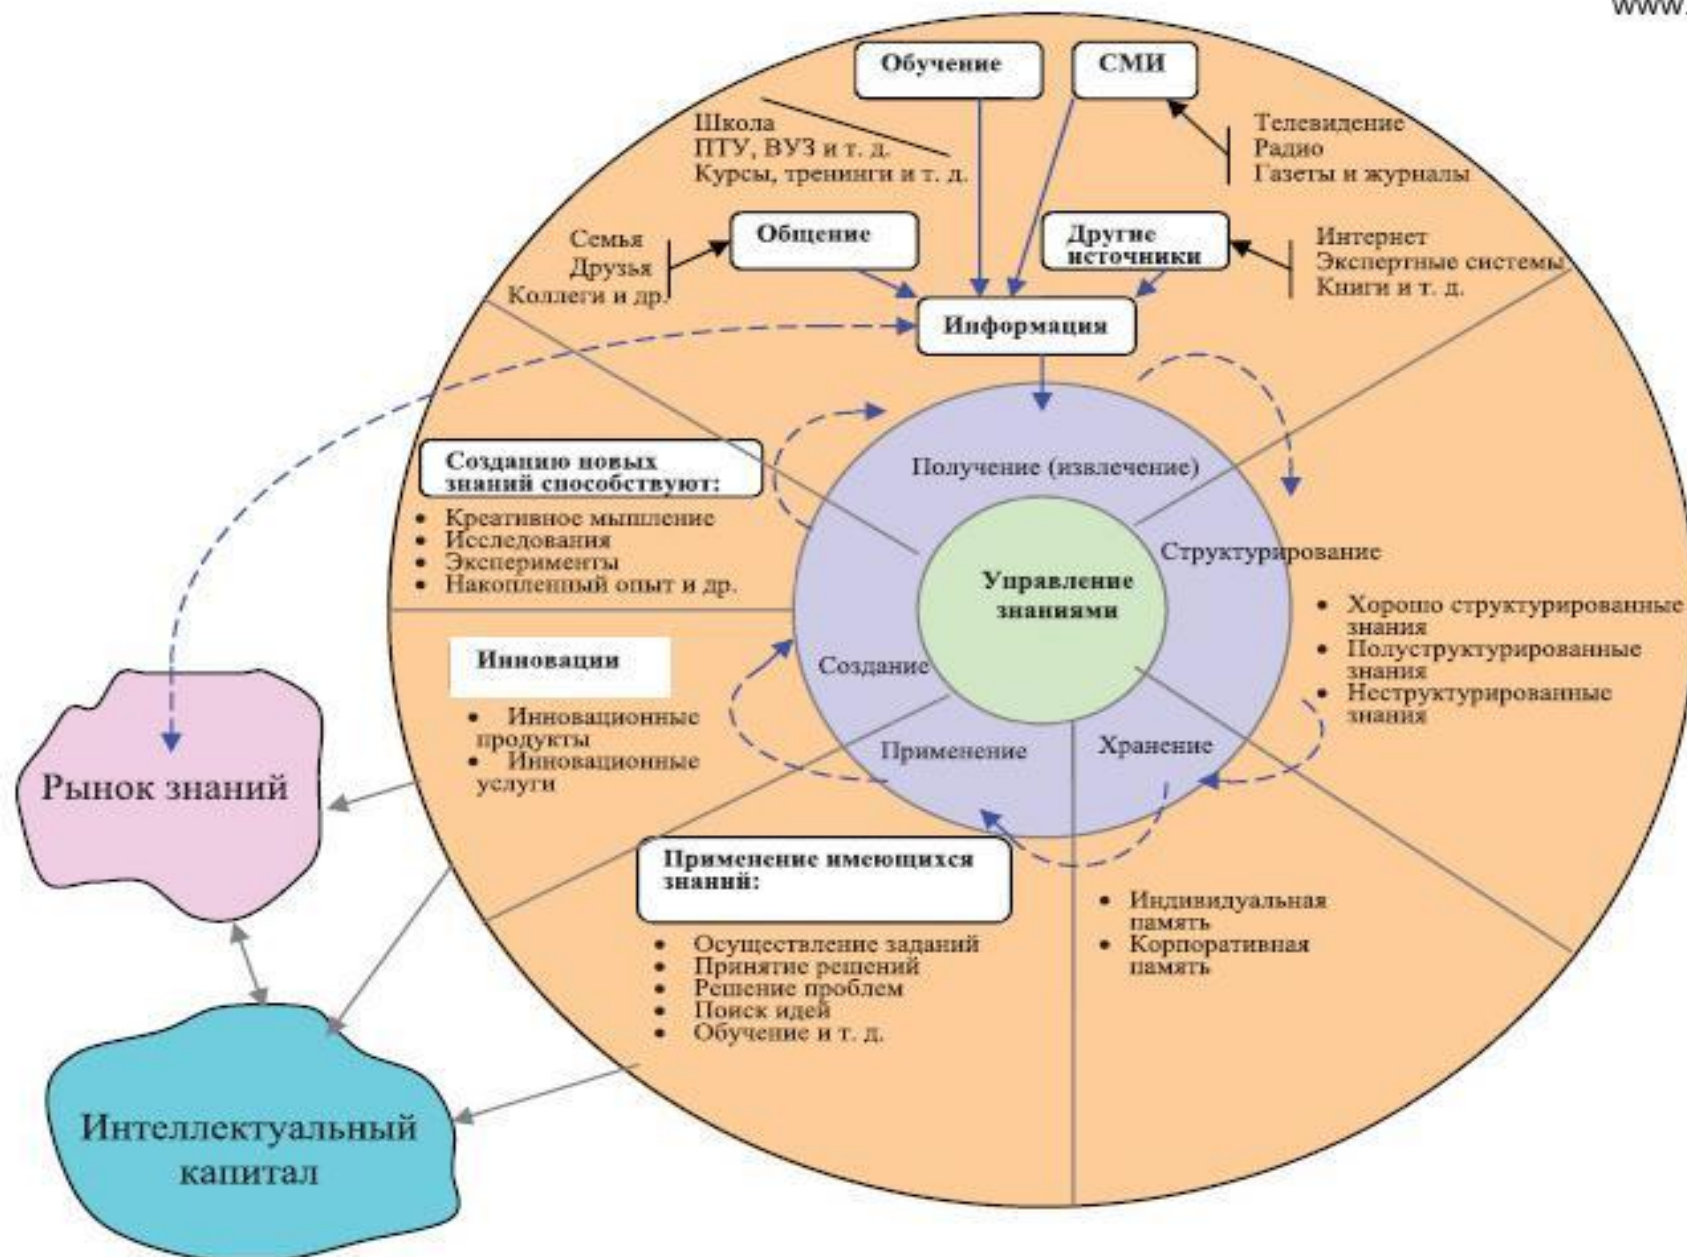 www.
Обучение
СМИ
Школа
ПТУ, ВУЗ и т. д.
Курсы, тренинги и т. д.
Телевидение
Радио
Газеты и журналы
Семья
Друзья
Коллеги и др.
Общение
Другие
источники
Интернет
Экспертные системы
Книги и т. д.
Информация
Созданию новых
знаний способствуют:
• Креативное мышление
• Исследования
• Эксперименты
• Накопленный опыт и др.
Получение (извлечение)
Структурирование
Управление
знаниями
• Хорошо структурированные
знания
• Полуструктурированные
знания
• Неструктурированные
знания
Инновации
• Инновационные
продукты
• Инновационные
услуги
Создание
Применение
Хранение
Рынок знаний
Применение имеющихся
знаний:
• Осуществление заданий
• Принятие решений
• Решение проблем
• Поиск идей
• Обучение и т. д.
• Индивидуальная
память
• Корпоративная
память
Интеллектуальный
капитал